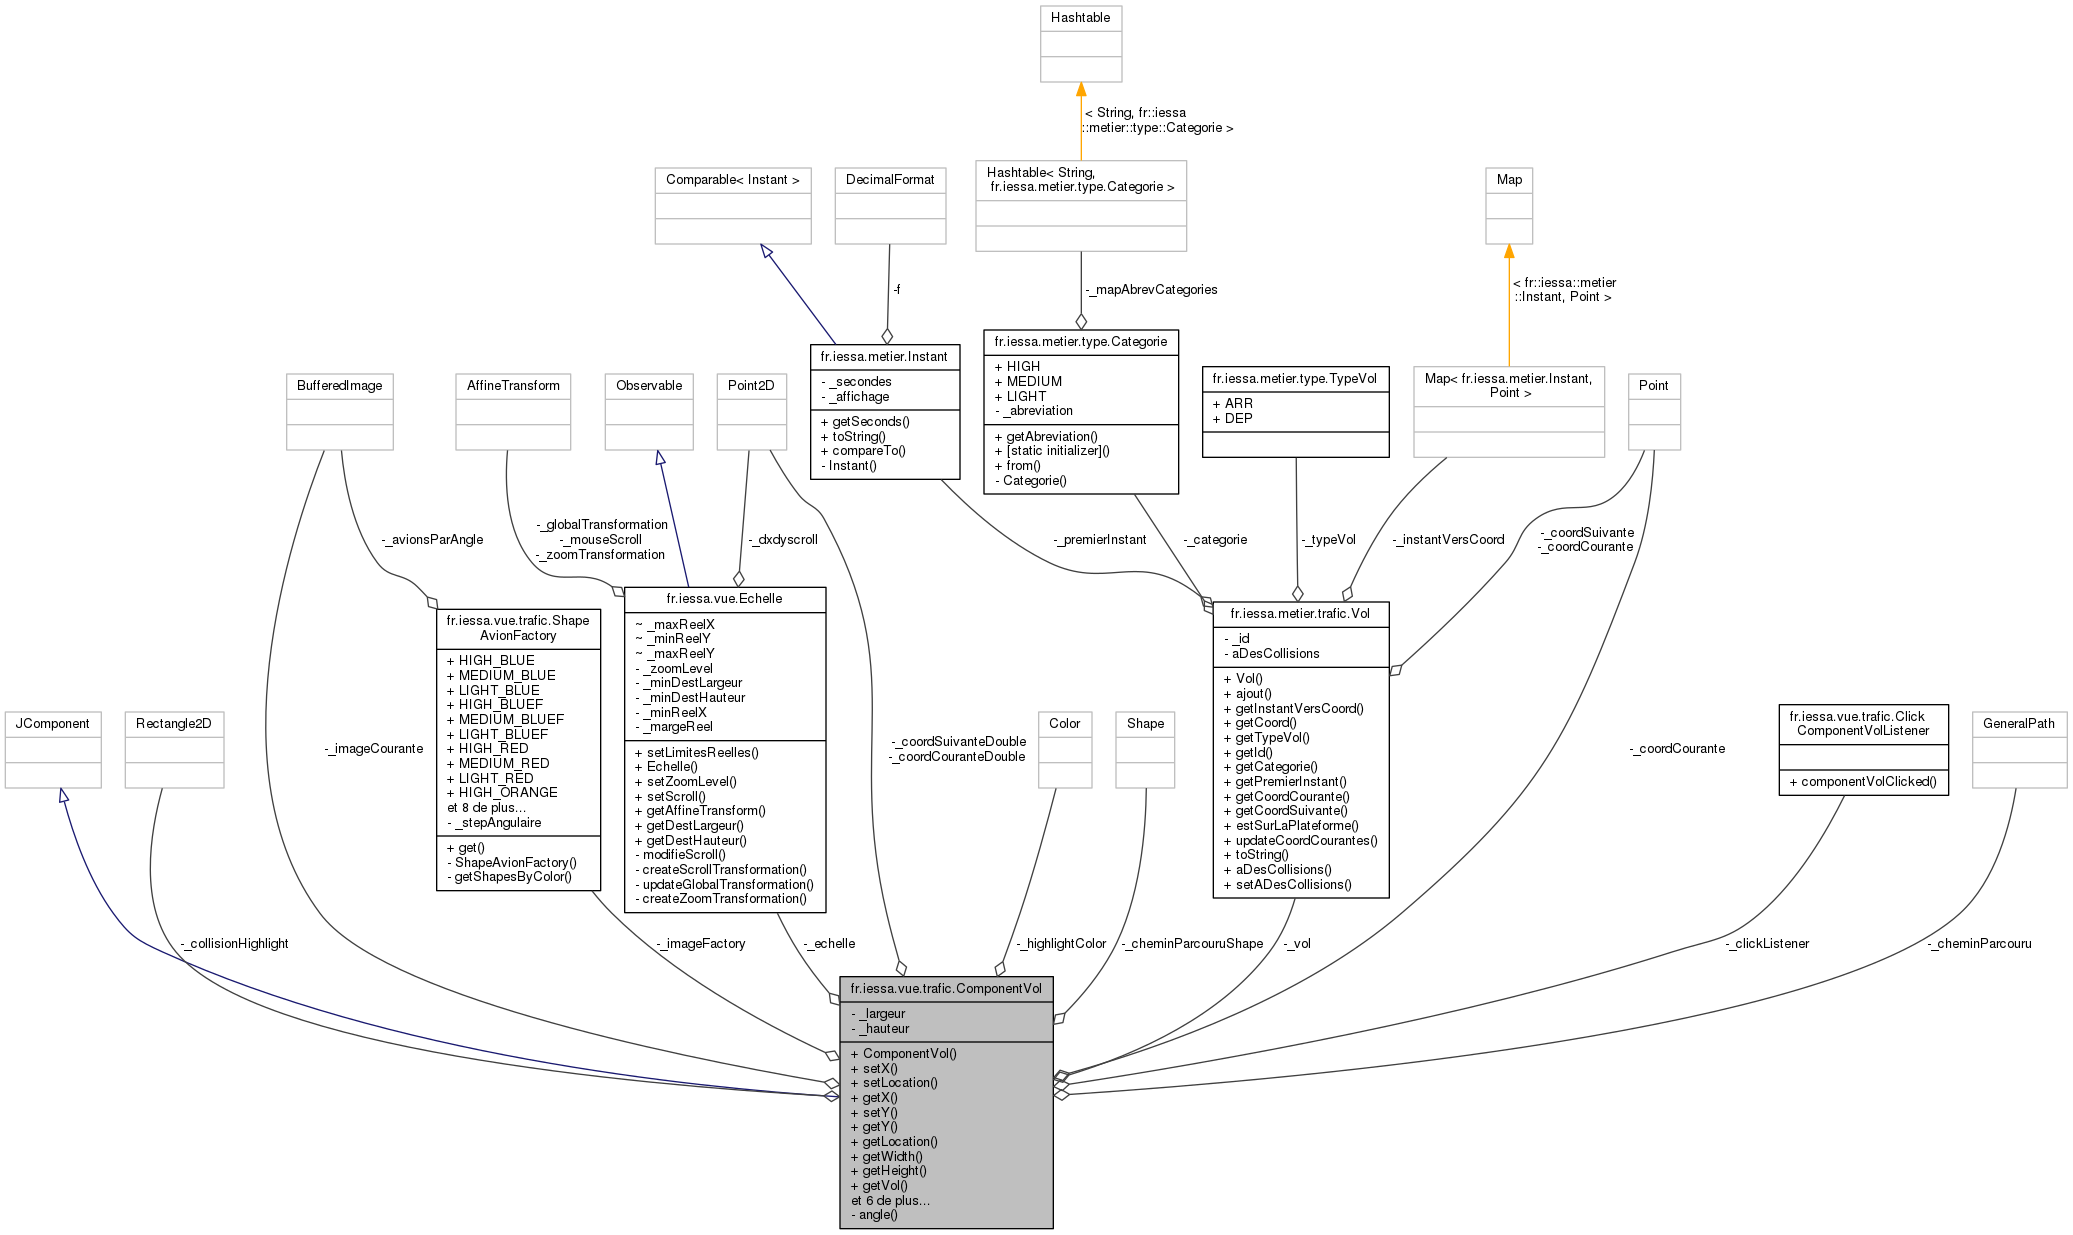 Hashtable
< String, fr::iessa
::metier::type::Categorie >
Comparable< Instant >
DecimalFormat
Hashtable< String,
fr.iessa.metier.type.Categorie >
Map
-f
-_mapAbrevCategories
< fr::iessa::metier
::Instant, Point >
BufferedImage
AffineTransform
Observable
Point2D
fr.iessa.metier.Instant
- _secondes
- _affichage
+ getSeconds()
+ toString()
+ compareTo()
- Instant()
fr.iessa.metier.type.Categorie
+ HIGH
+ MEDIUM
+ LIGHT
- _abreviation
+ getAbreviation()
+ [static initializer]()
+ from()
- Categorie()
fr.iessa.metier.type.TypeVol
+ ARR
+ DEP
Map< fr.iessa.metier.Instant,
Point >
Point
-_avionsParAngle
-_globalTransformation
-_mouseScroll
-_zoomTransformation
-_dxdyscroll
-_premierInstant
-_categorie
-_typeVol
-_instantVersCoord
-_coordSuivante
-_coordCourante
fr.iessa.vue.trafic.Shape
AvionFactory
+ HIGH_BLUE
+ MEDIUM_BLUE
+ LIGHT_BLUE
+ HIGH_BLUEF
+ MEDIUM_BLUEF
+ LIGHT_BLUEF
+ HIGH_RED
+ MEDIUM_RED
+ LIGHT_RED
+ HIGH_ORANGE
et 8 de plus...
- _stepAngulaire
+ get()
- ShapeAvionFactory()
- getShapesByColor()
fr.iessa.vue.Echelle
~ _maxReelX
~ _minReelY
~ _maxReelY
- _zoomLevel
- _minDestLargeur
- _minDestHauteur
- _minReelX
- _margeReel
+ setLimitesReelles()
+ Echelle()
+ setZoomLevel()
+ setScroll()
+ getAffineTransform()
+ getDestLargeur()
+ getDestHauteur()
- modifieScroll()
- createScrollTransformation()
- updateGlobalTransformation()
- createZoomTransformation()
fr.iessa.metier.trafic.Vol
- _id
- aDesCollisions
+ Vol()
+ ajout()
+ getInstantVersCoord()
+ getCoord()
+ getTypeVol()
+ getId()
+ getCategorie()
+ getPremierInstant()
+ getCoordCourante()
+ getCoordSuivante()
+ estSurLaPlateforme()
+ updateCoordCourantes()
+ toString()
+ aDesCollisions()
+ setADesCollisions()
JComponent
Rectangle2D
-_imageCourante
-_coordSuivanteDouble
-_coordCouranteDouble
Color
Shape
-_coordCourante
fr.iessa.vue.trafic.Click
ComponentVolListener
+ componentVolClicked()
GeneralPath
-_collisionHighlight
-_imageFactory
-_echelle
-_highlightColor
-_cheminParcouruShape
-_vol
-_clickListener
-_cheminParcouru
fr.iessa.vue.trafic.ComponentVol
- _largeur
- _hauteur
+ ComponentVol()
+ setX()
+ setLocation()
+ getX()
+ setY()
+ getY()
+ getLocation()
+ getWidth()
+ getHeight()
+ getVol()
et 6 de plus...
- angle()